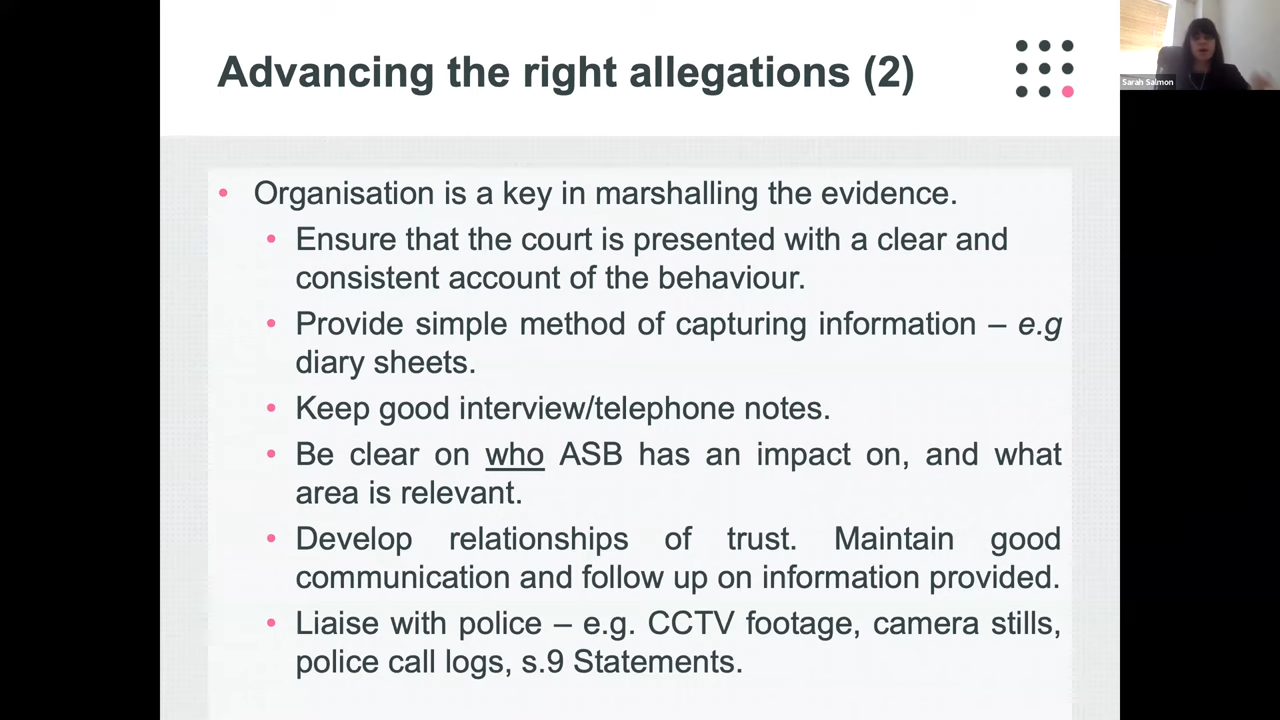 Advancing the right allegations (2)
Sarah Salmon
• Organisation is a key in marshalling the evidence.
• Ensure that the court is presented with a clear and
consistent account of the behaviour.
• Provide simple method of capturing information – e.g
diary sheets.
• Keep good interview/telephone notes.
• Be clear on who ASB has an impact on, and what
area is relevant.
• Develop relationships of trust. Maintain good
communication and follow up on information provided.
• Liaise with police – e.g. CCTV footage, camera stills,
police call logs, s.9 Statements.